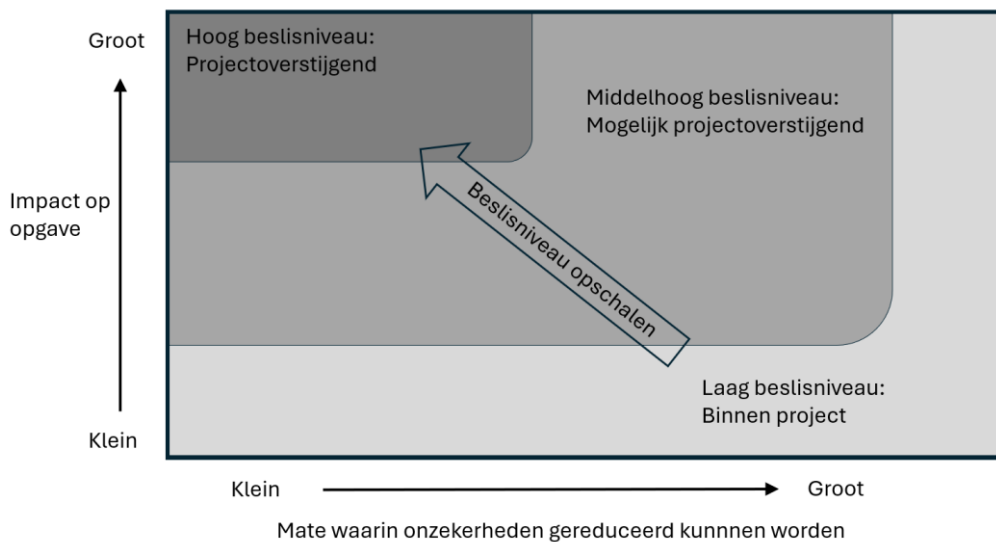 Groot
Hoog beslisniveau:
Projectoverstijgend
Middelhoog beslisniveau:
Mogelijk projectoverstijgend
Impact op
opgave
Beslisniveau opschalen
Laag beslisniveau:
Binnen project
Klein
Klein
Groot
Mate waarin onzekerheden gereduceerd kunnnen worden